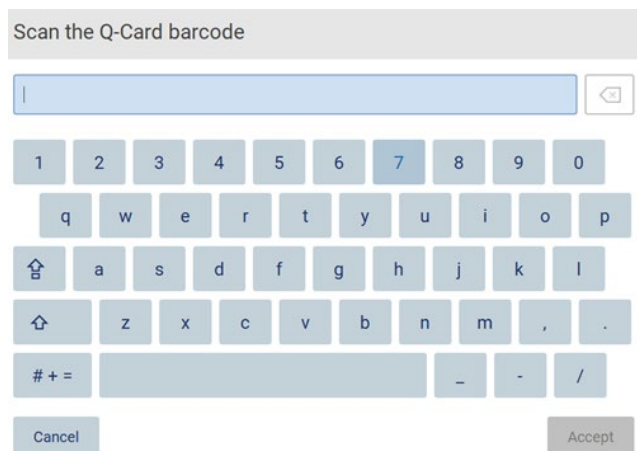 Scan the Q-Card barcode
1 2 3 4 5 6 7 8 9 0
q w e r t y u i o p
a s d f g h j k l
z x c v b n m , .
# + = _ - /
Cancel Accept